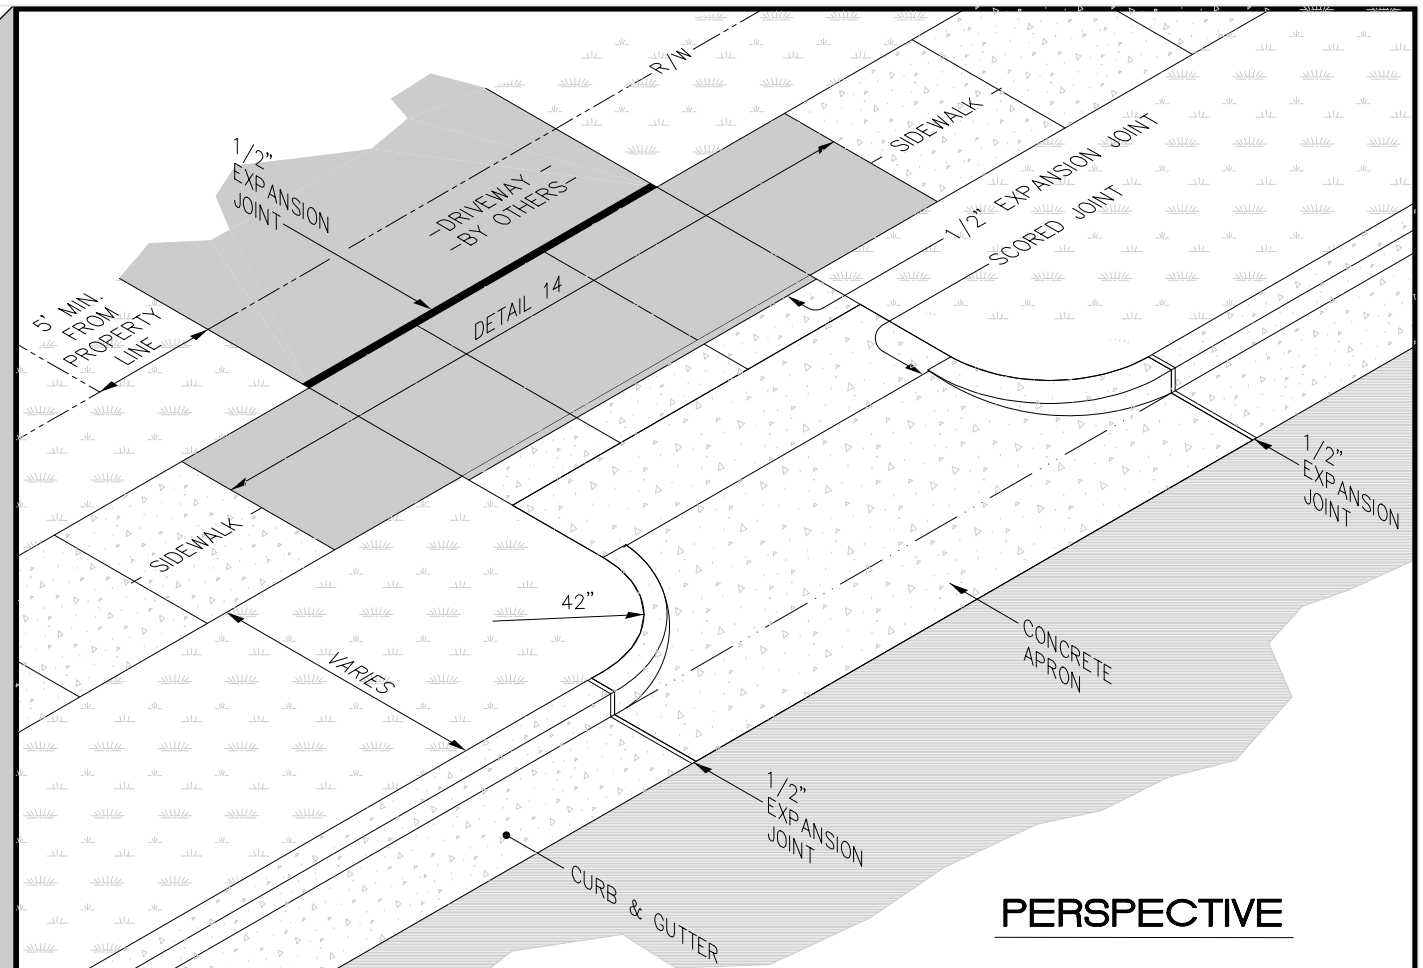 R/W
SIDEWALK
1/2" EXPANSION JOINT
SCORED JOINT
1/2"
EXPANSION
JOINT
DRIVEWAY
BY OTHERS
DETAIL 14
5' MIN.
FROM
PROPERTY
LINE
1/2"
EXPANSION
JOINT
SIDEWALK
42"
VARIES
CONCRETE
APRON
1/2"
EXPANSION
JOINT
CURB & GUTTER
PERSPECTIVE